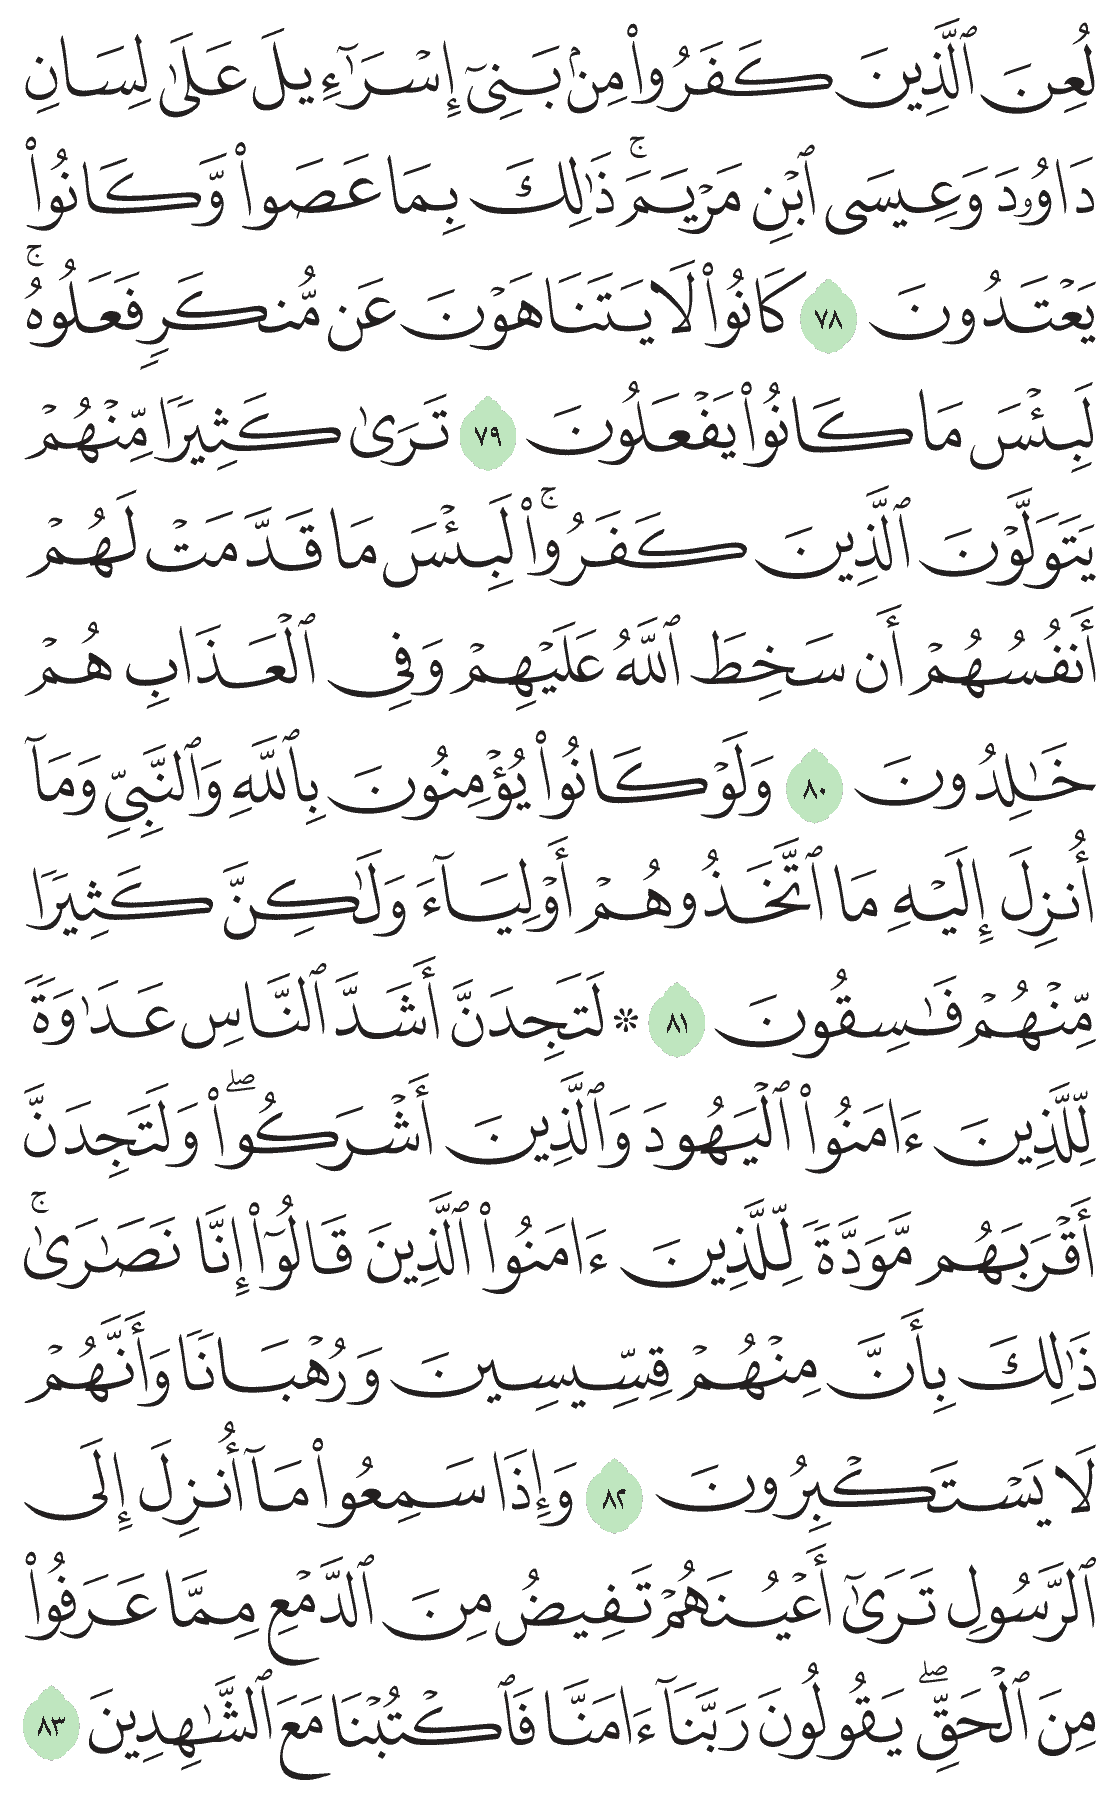 لُعِنَ ٱلَّذِينَ كَفَرُوا۟ مِنۢ بَنِىٓ إِسْرَٰٓءِيلَ عَلَىٰ لِسَانِ
دَاوُۥدَ وَعِيسَى ٱبْنِ مَرْيَمَ ۚ ذَٰلِكَ بِمَا عَصَوا۟ وَّكَانُوا۟
يَعْتَدُونَ ٧٨ كَانُوا۟ لَا يَتَنَاهَوْنَ عَن مُّنكَرٍ فَعَلُوهُ ۚ
لَبِئْسَ مَا كَانُوا۟ يَفْعَلُونَ ٧٩ تَرَىٰ كَثِيرًا مِّنْهُمْ
يَتَوَلَّوْنَ ٱلَّذِينَ كَفَرُوا۟ ۚ لَبِئْسَ مَا قَدَّمَتْ لَهُمْ
أَنفُسُهُمْ أَن سَخِطَ ٱللَّهُ عَلَيْهِمْ وَفِى ٱلْعَذَابِ هُمْ
خَـٰلِدُونَ ٨٠ وَلَوْ كَانُوا۟ يُؤْمِنُونَ بِٱللَّهِ وَٱلنَّبِىِّ وَمَآ
أُنزِلَ إِلَيْهِ مَا ٱتَّخَذُوهُمْ أَوْلِيَآءَ وَلَـٰكِنَّ كَثِيرًا
مِّنْهُمْ فَـٰسِقُونَ ٨١ ۞ لَتَجِدَنَّ أَشَدَّ ٱلنَّاسِ عَدَٰوَةً
لِّلَّذِينَ ءَامَنُوا۟ ٱلْيَهُودَ وَٱلَّذِينَ أَشْرَكُوا۟ ۖ وَلَتَجِدَنَّ
أَقْرَبَهُم مَّوَدَّةً لِّلَّذِينَ ءَامَنُوا۟ ٱلَّذِينَ قَالُوٓا۟ إِنَّا نَصَـٰرَىٰ ۚ
ذَٰلِكَ بِأَنَّ مِنْهُمْ قِسِّيسِينَ وَرُهْبَانًا وَأَنَّهُمْ
لَا يَسْتَكْبِرُونَ ٨٢ وَإِذَا سَمِعُوا۟ مَآ أُنزِلَ إِلَى
ٱلرَّسُولِ تَرَىٰٓ أَعْيُنَهُمْ تَفِيضُ مِنَ ٱلدَّمْعِ مِمَّا عَرَفُوا۟
مِنَ ٱلْحَقِّ ۖ يَقُولُونَ رَبَّنَآ ءَامَنَّا فَٱكْتُبْنَا مَعَ ٱلشَّـٰهِدِينَ ٨٣